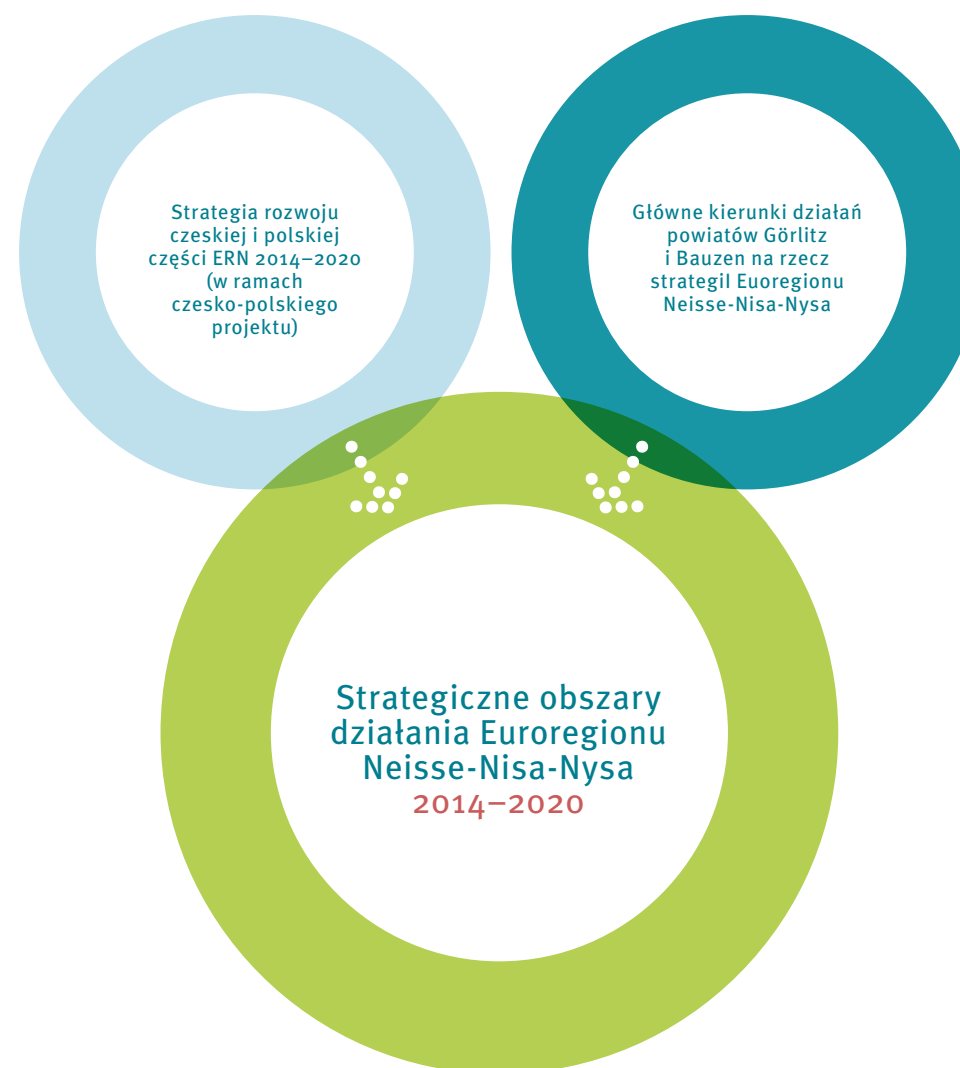 Strategia rozwoju
czeskiej i polskiej
części ERN 2014–2020
(w ramach
czesko-polskiego
projektu)
Główne kierunki działań
powiatów Görlitz
i Bauzen na rzecz
strategiI Euoregionu
Neisse-Nisa-Nysa
Strategiczne obszary
działania Euroregionu
Neisse-Nisa-Nysa
2014–2020